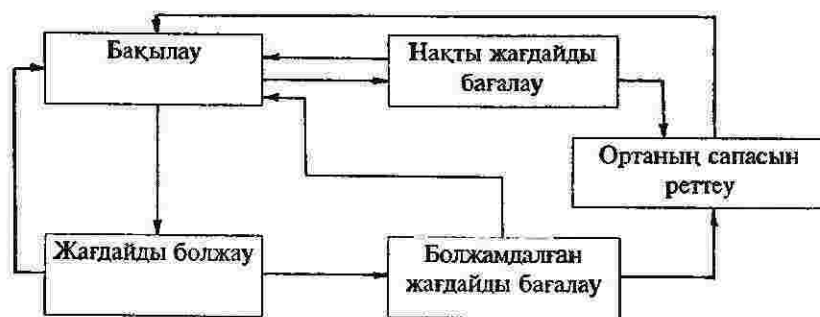 Бақылау
Нақты жағдайды
бағалау
Ортаның сапасын
реттеу
Жағдайды болжау
Болжамдалған
жағдайды бағалау